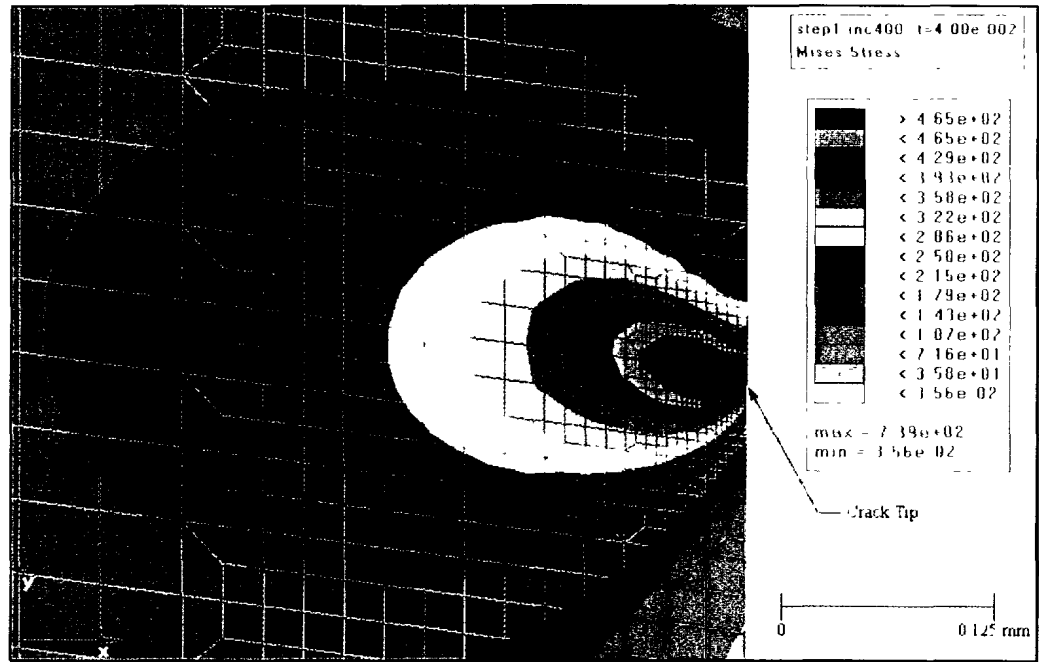 step1 inc400 t=4.00e-002
Mises Stress
> 4.65e+02
< 4.65e+02
< 4.29e+02
< 3.93e+02
< 3.58e+02
< 3.22e+02
< 2.86e+02
< 2.50e+02
< 2.15e+02
< 1.79e+02
< 1.43e+02
< 1.07e+02
< 7.16e+01
< 3.58e+01
< 3.56e-02
max = 7.39e+02
min = 3.56e-02
Crack Tip
y
x
0
0.125 mm